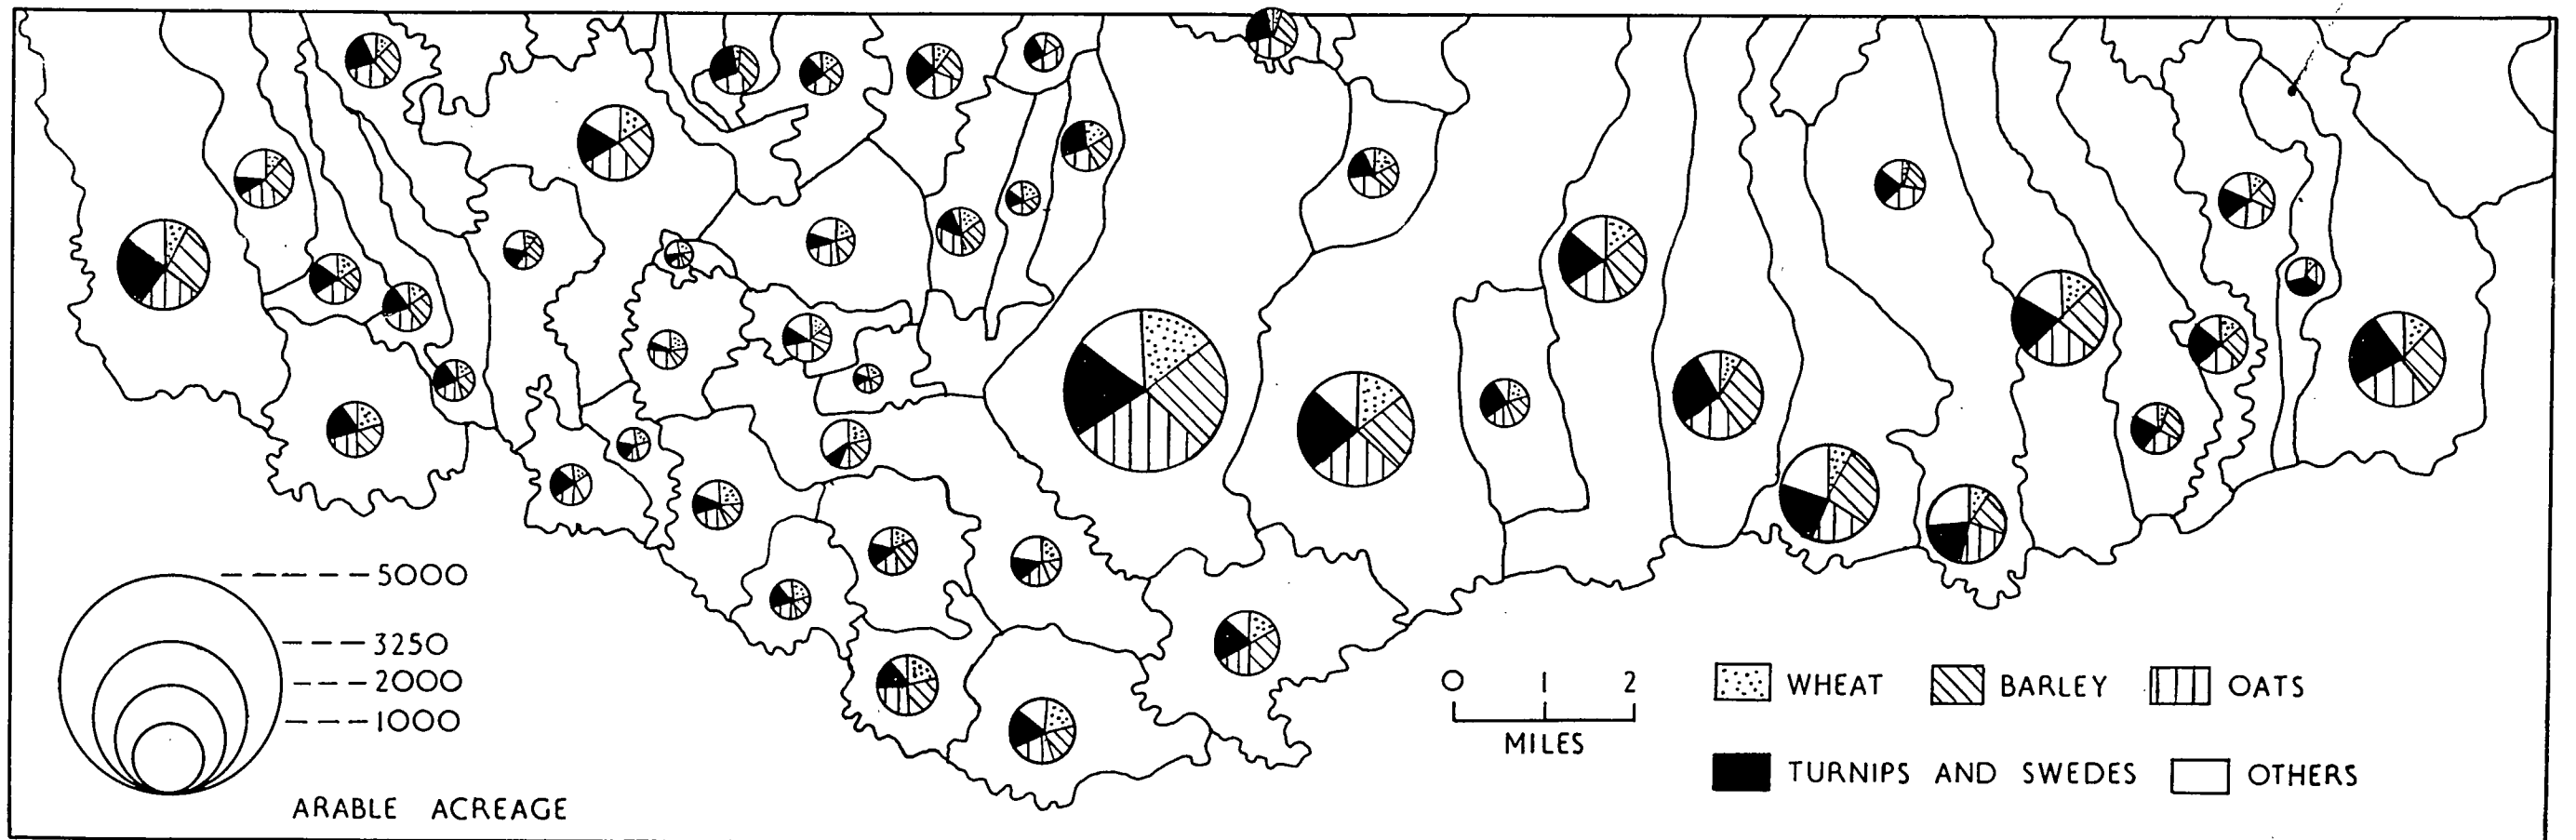 5000
3250
2000
1000
ARABLE ACREAGE
0 1 2
MILES
WHEAT BARLEY OATS
TURNIPS AND SWEDES OTHERS